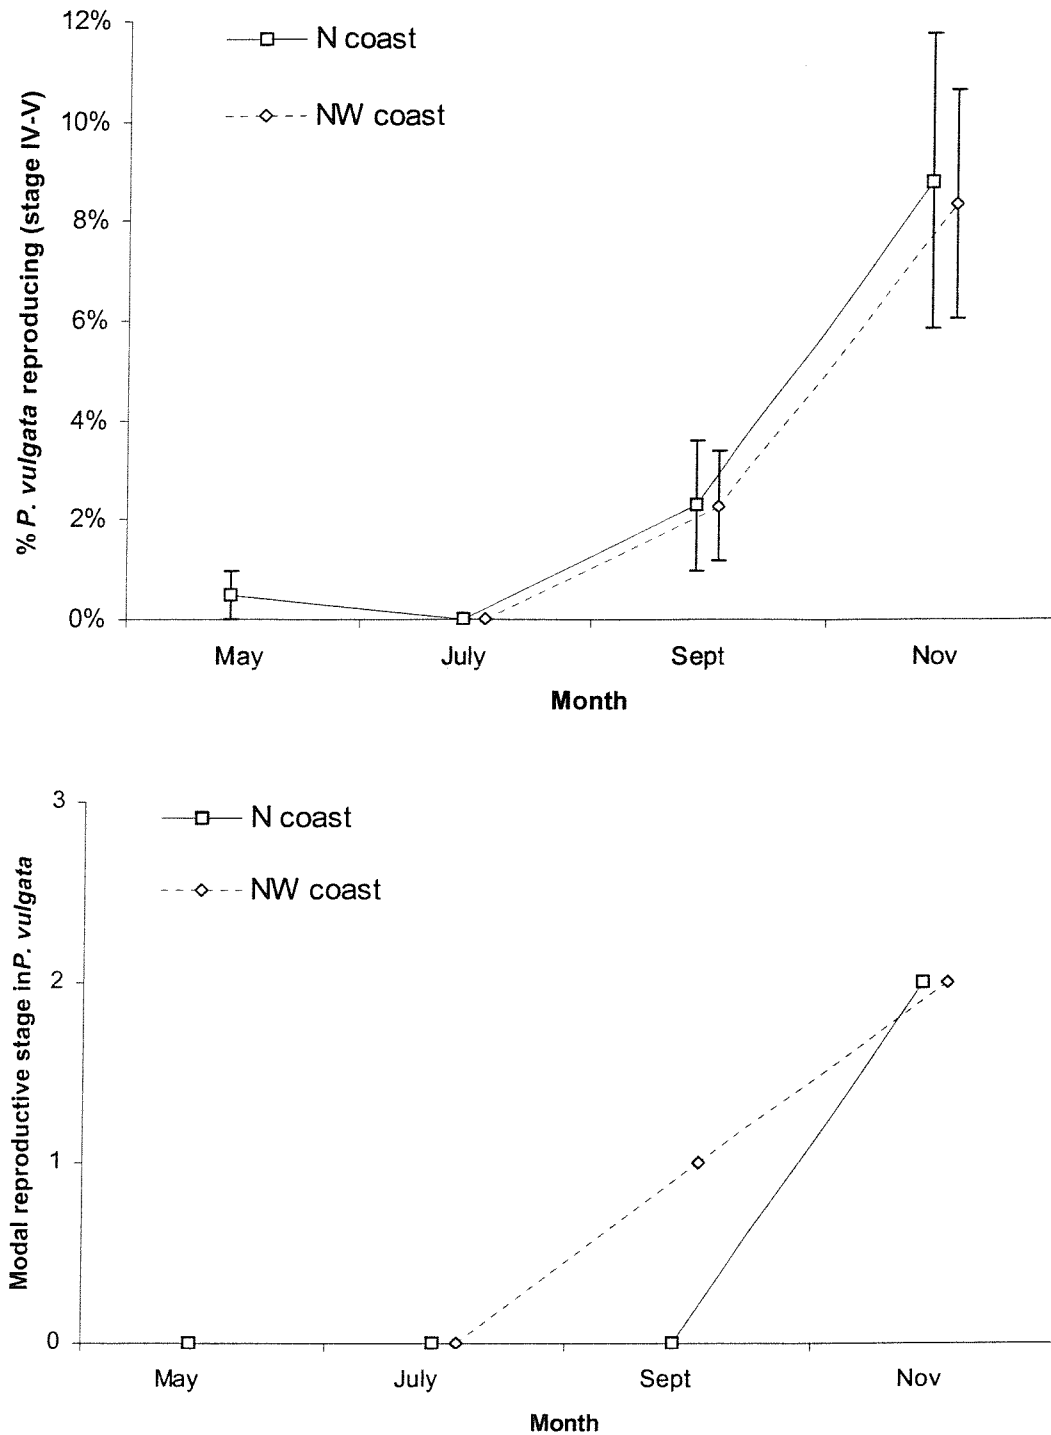 12%
10%
8%
6%
4%
2%
0%
% P. vulgata reproducing (stage IV-V)
N coast
NW coast
May July Sept Nov
Month
3
2
1
0
Modal reproductive stage inP. vulgata
N coast
NW coast
May July Sept Nov
Month